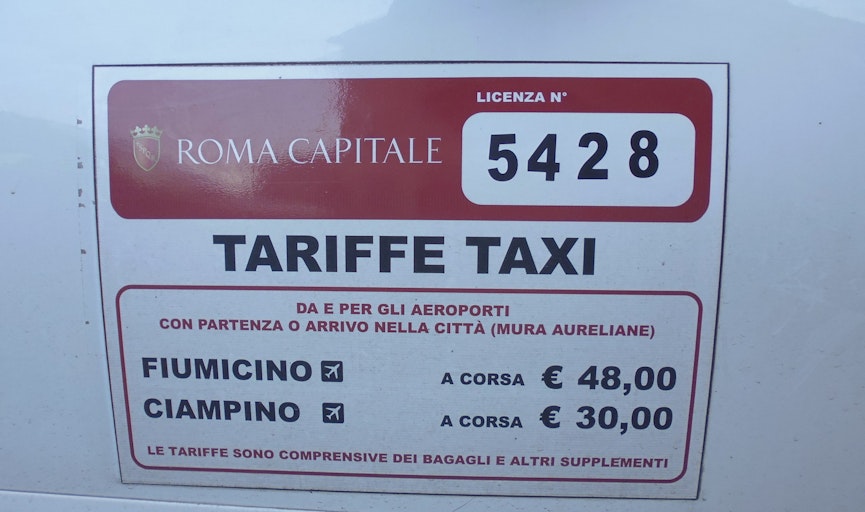 LICENZA N°
ROMA CAPITALE
5428
TARIFFE TAXI
DA E PER GLI AEROPORTI
CON PARTENZA O ARRIVO NELLA CITTÀ (MURA AURELIANE)
FIUMICINO A CORSA € 48,00
CIAMPINO A CORSA € 30,00
LE TARIFFE SONO COMPRENSIVE DEI BAGAGLI E ALTRI SUPPLEMENTI